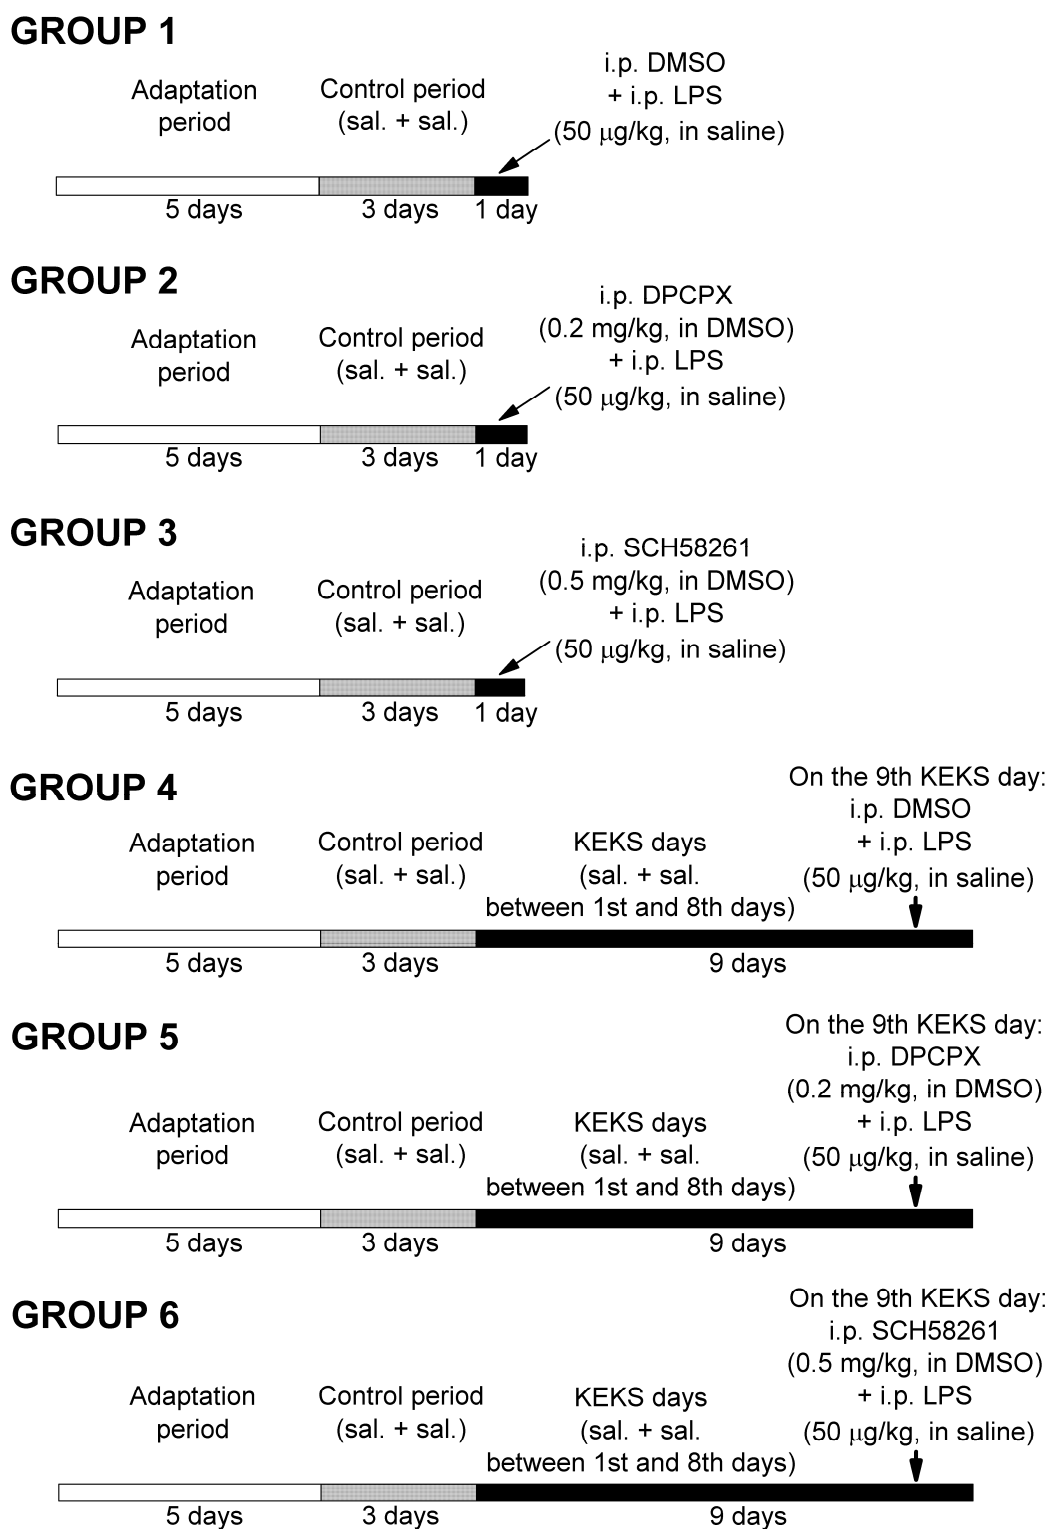 GROUP 1
Adaptation
period
Control period
(sal. + sal.)
i.p. DMSO
+ i.p. LPS
(50 μg/kg, in saline)
5 days
3 days
1 day
GROUP 2
Adaptation
period
Control period
(sal. + sal.)
i.p. DPCPX
(0.2 mg/kg, in DMSO)
+ i.p. LPS
(50 μg/kg, in saline)
5 days
3 days
1 day
GROUP 3
Adaptation
period
Control period
(sal. + sal.)
i.p. SCH58261
(0.5 mg/kg, in DMSO)
+ i.p. LPS
(50 μg/kg, in saline)
5 days
3 days
1 day
GROUP 4
Adaptation
period
Control period
(sal. + sal.)
KEKS days
(sal. + sal.
between 1st and 8th days)
On the 9th KEKS day:
i.p. DMSO
+ i.p. LPS
(50 μg/kg, in saline)
5 days
3 days
9 days
GROUP 5
Adaptation
period
Control period
(sal. + sal.)
KEKS days
(sal. + sal.
between 1st and 8th days)
On the 9th KEKS day:
i.p. DPCPX
(0.2 mg/kg, in DMSO)
+ i.p. LPS
(50 μg/kg, in saline)
5 days
3 days
9 days
GROUP 6
Adaptation
period
Control period
(sal. + sal.)
KEKS days
(sal. + sal.
between 1st and 8th days)
On the 9th KEKS day:
i.p. SCH58261
(0.5 mg/kg, in DMSO)
+ i.p. LPS
(50 μg/kg, in saline)
5 days
3 days
9 days